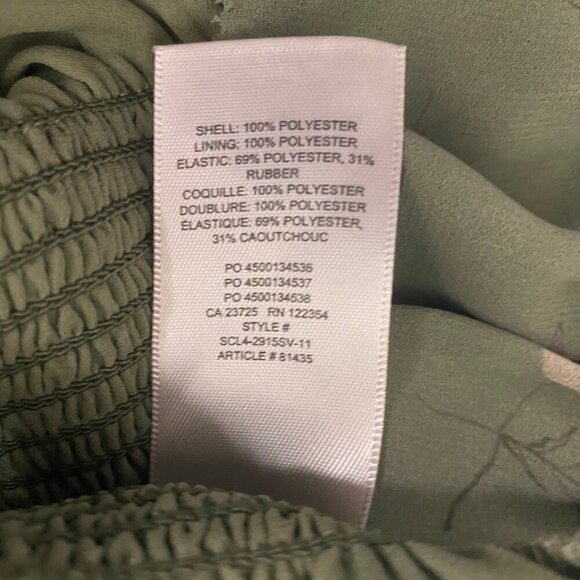 SHELL: 100% POLYESTER
LINING: 100% POLYESTER
ELASTIC: 69% POLYESTER, 31%
RUBBER
COQUILLE: 100% POLYESTER
DOUBLURE: 100% POLYESTER
ÉLASTIQUE: 69% POLYESTER,
31% CAOUTCHOUC
PO 4500134536
PO 4500134537
PO 4500134538
CA 23725 RN 122354
STYLE #
SCL4-2915SV-11
ARTICLE # 81435